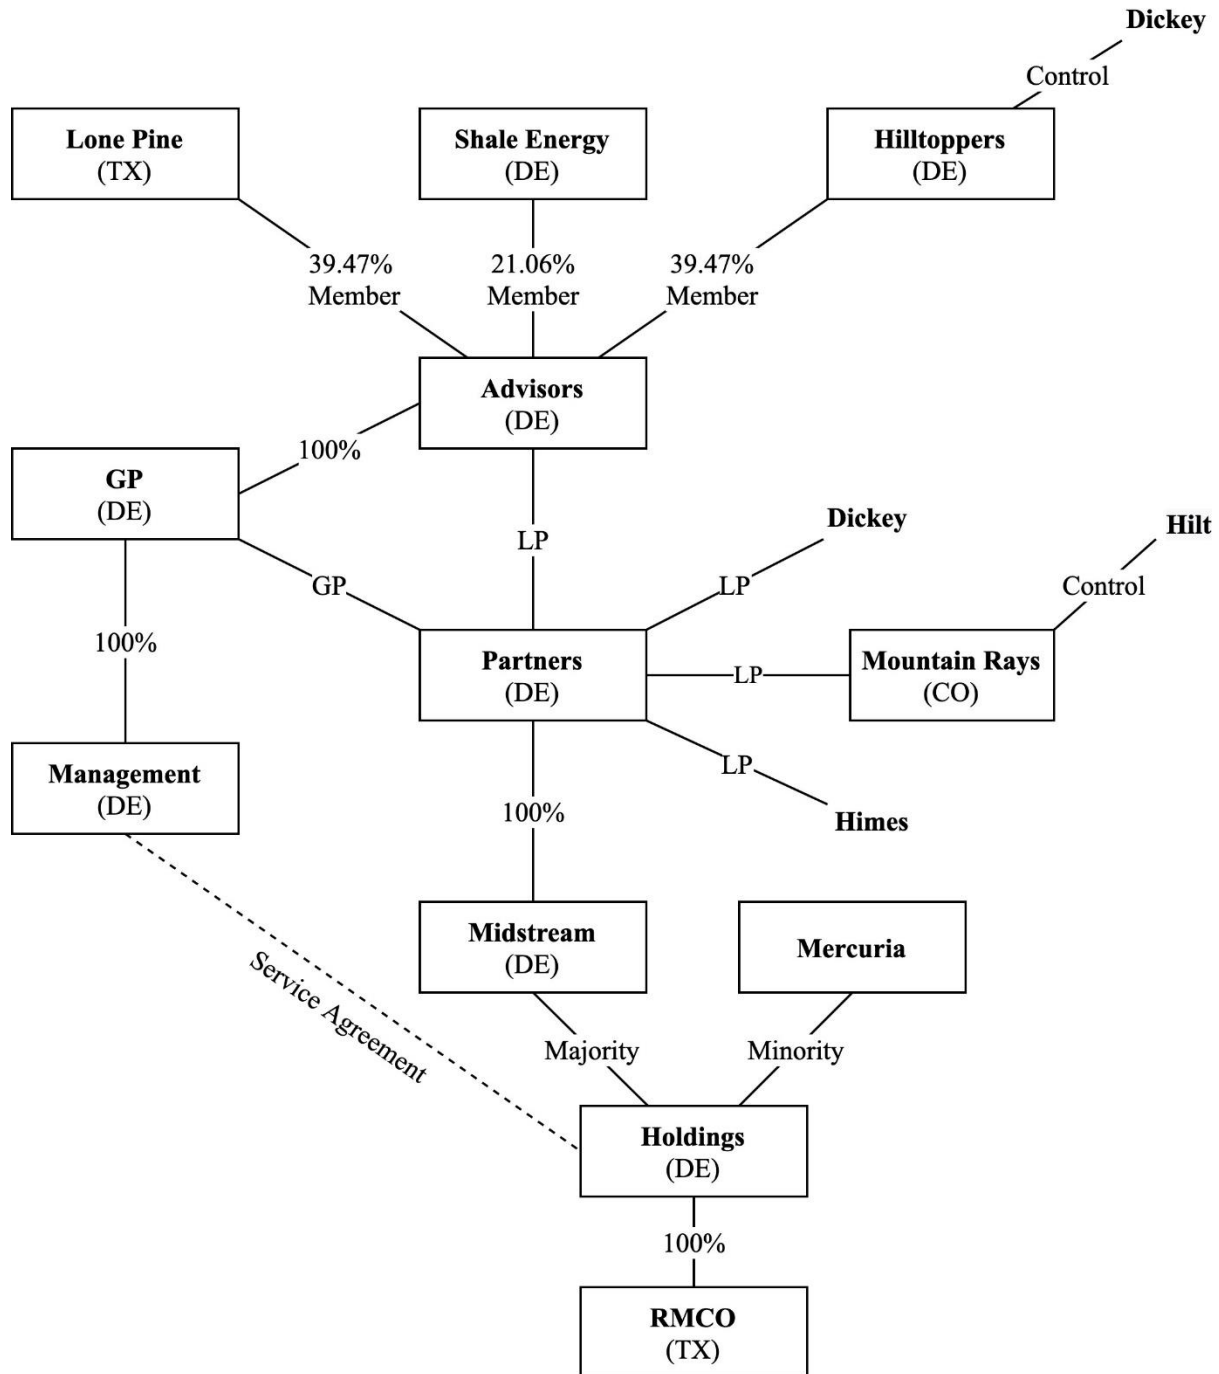 Dickey
Control
Lone Pine
(TX)
Shale Energy
(DE)
Hilltoppers
(DE)
39.47%
Member
21.06%
Member
39.47%
Member
Advisors
(DE)
100%
GP
(DE)
LP
Dickey
Hilt
GP
LP
Control
100%
Partners
(DE)
LP
Mountain Rays
(CO)
Management
(DE)
LP
100%
Himes
Midstream
(DE)
Mercuria
Service Agreement
Majority
Minority
Holdings
(DE)
100%
RMCO
(TX)